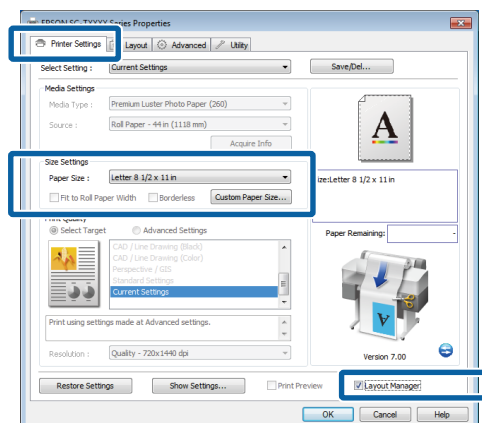 EPSON SC-TXXXX Series Properties
Printer Settings Layout Advanced Utility
Select Setting : Current Settings Save/Del...
Media Settings
Media Type : Premium Luster Photo Paper (260)
Source : Roll Paper - 44 in (1118 mm)
Acquire Info
A
Size Settings
Paper Size : Letter 8 1/2 x 11 in
ize:Letter 8 1/2 x 11 in
Fit to Roll Paper Width Borderless Custom Paper Size...
Print Quality
Select Target Advanced Settings
Paper Remaining: -
CAD / Line Drawing (Black)
CAD / Line Drawing (Color)
Perspective / GIS
Standard Settings
Current Settings
A
Print using settings made at Advanced settings.
Resolution : Quality - 720x1440 dpi
Version 7.00
Restore Settings Show Settings... Print Preview Layout Manager
OK Cancel Help